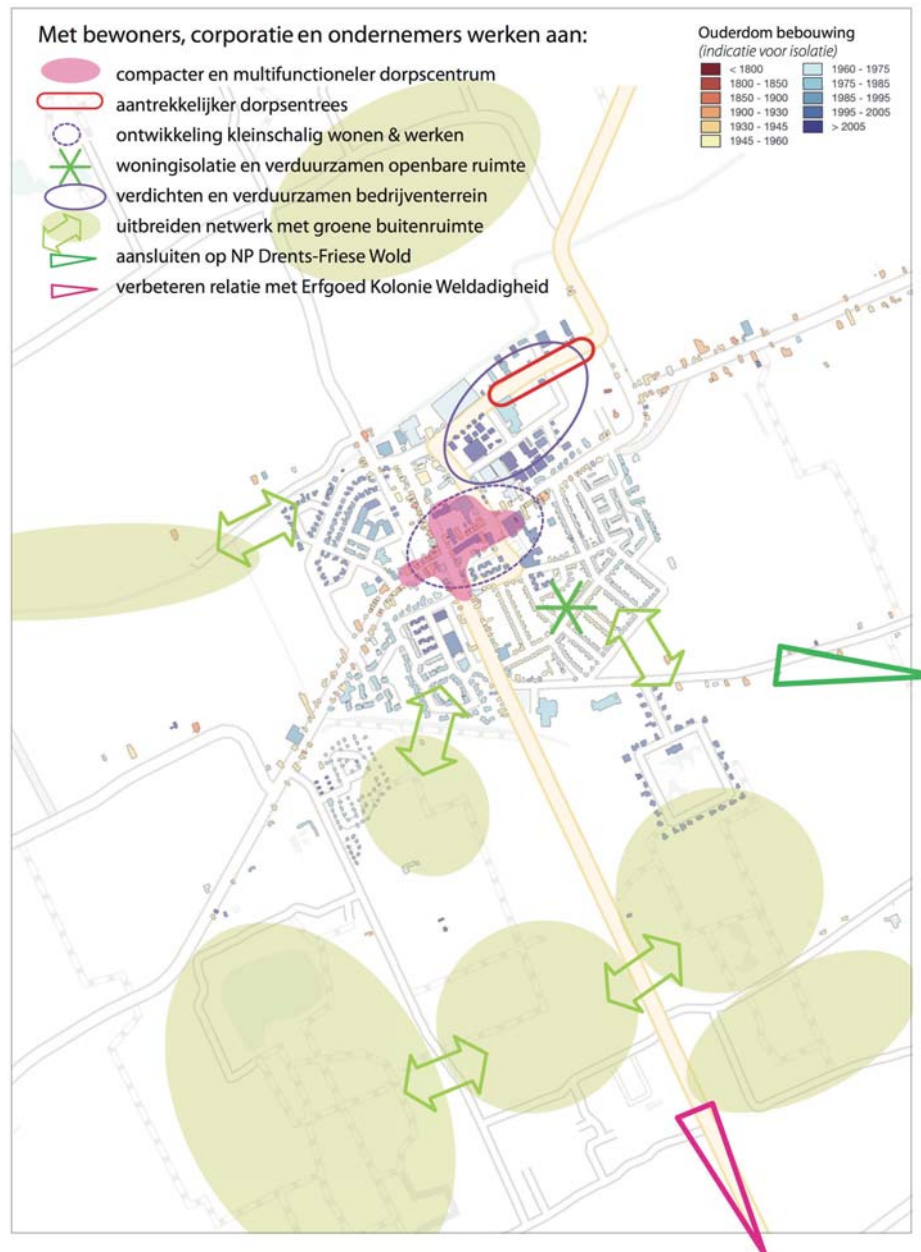 Met bewoners, corporatie en ondernemers werken aan:
compacter en multifunctioneler dorpscentrum
aantrekkelijker dorpsentrees
ontwikkeling kleinschalig wonen & werken
woningisolatie en verduurzamen openbare ruimte
verdichten en verduurzamen bedrijventerrein
uitbreiden netwerk met groene buitenruimte
aansluiten op NP Drents-Friese Wold
verbeteren relatie met Erfgoed Kolonie Weldadigheid
Ouderdom bebouwing
(indicatie voor isolatie)
< 1800
1800 - 1850
1850 - 1900
1900 - 1930
1930 - 1945
1945 - 1960
1960 - 1975
1975 - 1985
1985 - 1995
1995 - 2005
> 2005